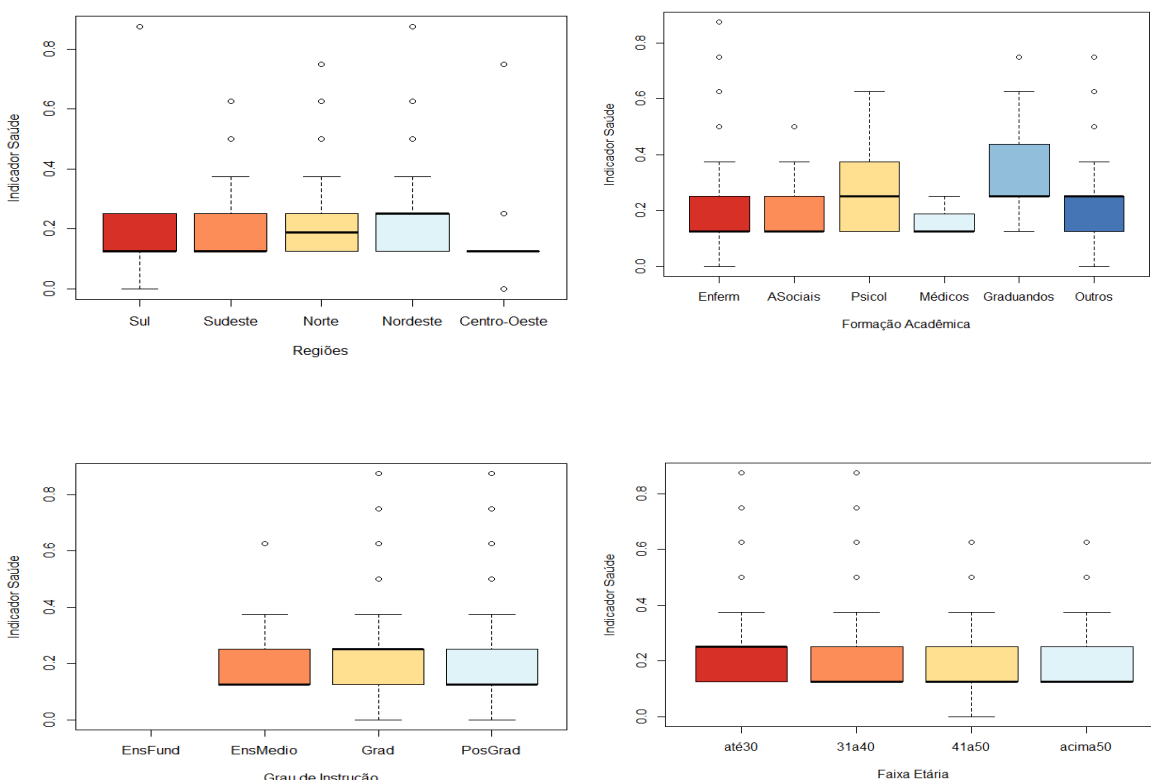 Indicador Saúde
0.8
0.6
0.4
0.2
0.0
Sul Sudeste Norte Nordeste Centro-Oeste
Regiões
Indicador Saúde
0.8
0.6
0.4
0.2
0.0
Enferm ASociais Psicol Médicos Graduandos Outros
Formação Acadêmica
Indicador Saúde
0.8
0.6
0.4
0.2
0.0
EnsFund EnsMedio Grad PosGrad
Grau de Instrução
Indicador Saúde
0.8
0.6
0.4
0.2
0.0
até30 31a40 41a50 acima50
Faixa Etária